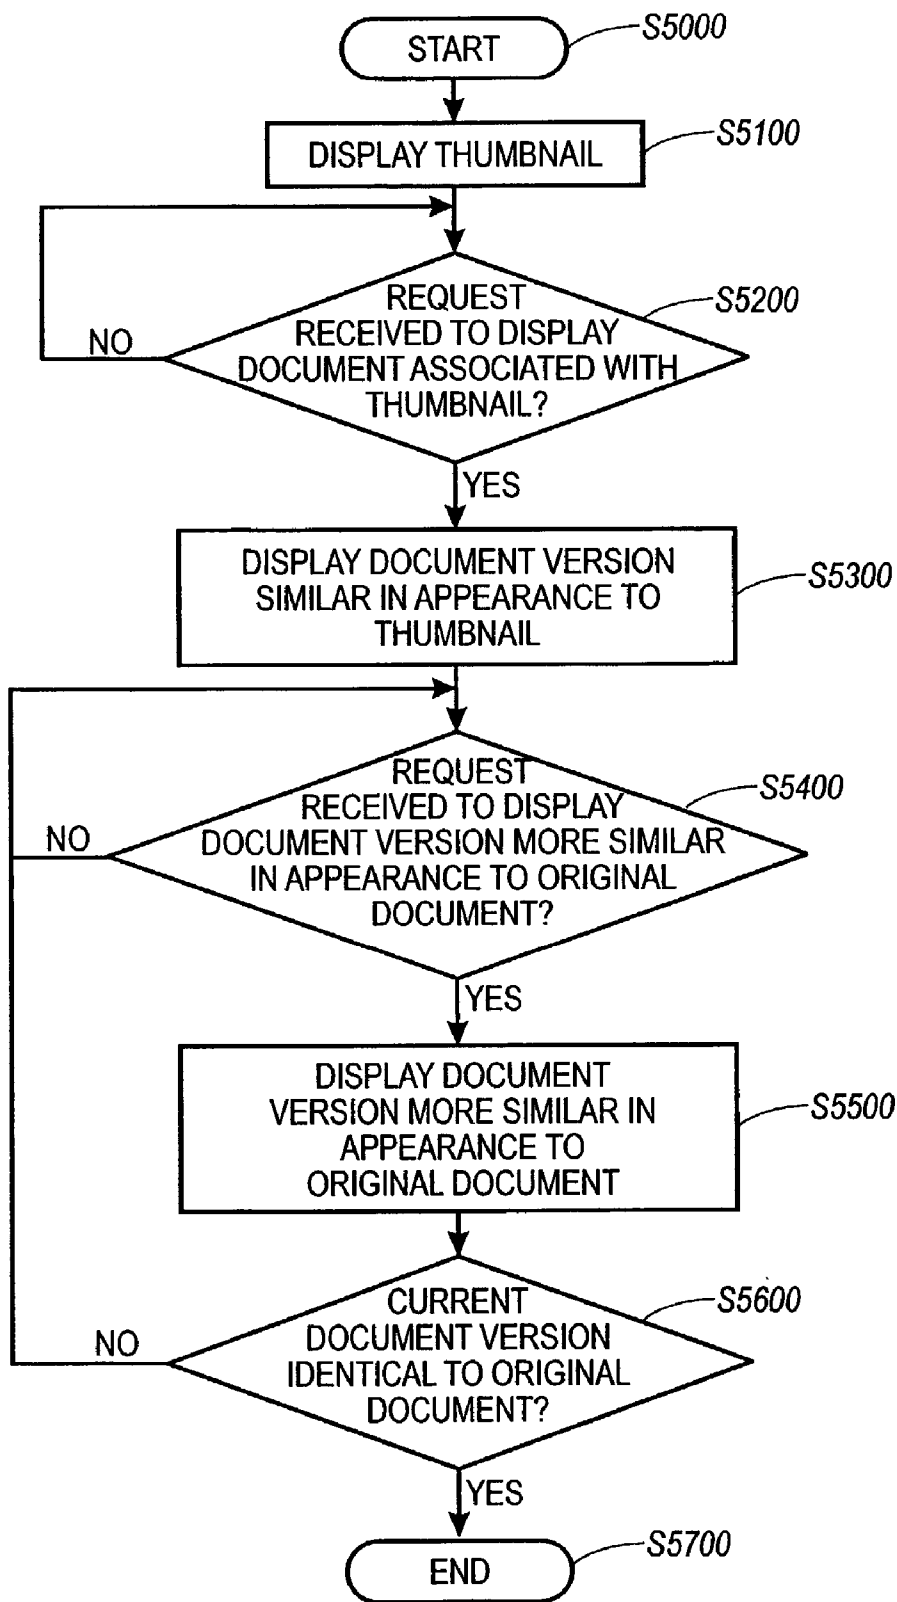 START
S5000
DISPLAY THUMBNAIL
S5100
REQUEST
RECEIVED TO DISPLAY
DOCUMENT ASSOCIATED WITH
THUMBNAIL?
S5200
NO
YES
DISPLAY DOCUMENT VERSION
SIMILAR IN APPEARANCE TO
THUMBNAIL
S5300
REQUEST
RECEIVED TO DISPLAY
DOCUMENT VERSION MORE SIMILAR
IN APPEARANCE TO ORIGINAL
DOCUMENT?
S5400
NO
YES
DISPLAY DOCUMENT
VERSION MORE SIMILAR IN
APPEARANCE TO
ORIGINAL DOCUMENT
S5500
CURRENT
DOCUMENT VERSION
IDENTICAL TO ORIGINAL
DOCUMENT?
S5600
NO
YES
END
S5700